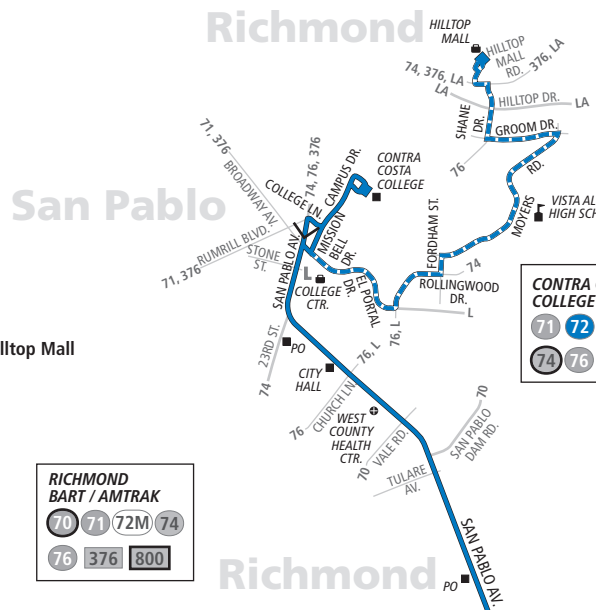 Richmond
HILLTOP
MALL
HILLTOP
MALL
RD.
376, LA
74, 376, LA
LA
HILLTOP DR.
LA
SHANE
DR.
GROOM DR.
76
MOYERS
RD.
VISTA AL
HIGH SCH
71, 376
BROADWAY AV.
74, 76, 376
COLLEGE LN.
CAMPUS DR.
CONTRA
COSTA
COLLEGE
San Pablo
RUMRILL BLVD.
71, 376
STONE
ST.
MISSION
BELL
DR.
SAN PABLO AV.
L
COLLEGE
CTR.
EL PORTAL
DR.
FORDHAM ST.
74
ROLLINGWOOD
DR.
L
76, L
CONTRA
COLLEGE
71 72
74 76
lltop Mall
23RD ST.
74
PO
CITY
HALL
76, L
CHURCH LN.
76
WEST
COUNTY
HEALTH
CTR.
VALE RD.
70
70
SAN PABLO
DAM RD.
TULARE
AV.
RICHMOND
BART / AMTRAK
70 71 72M 74
76 376 800
Richmond
PO
SAN PABLO AV.